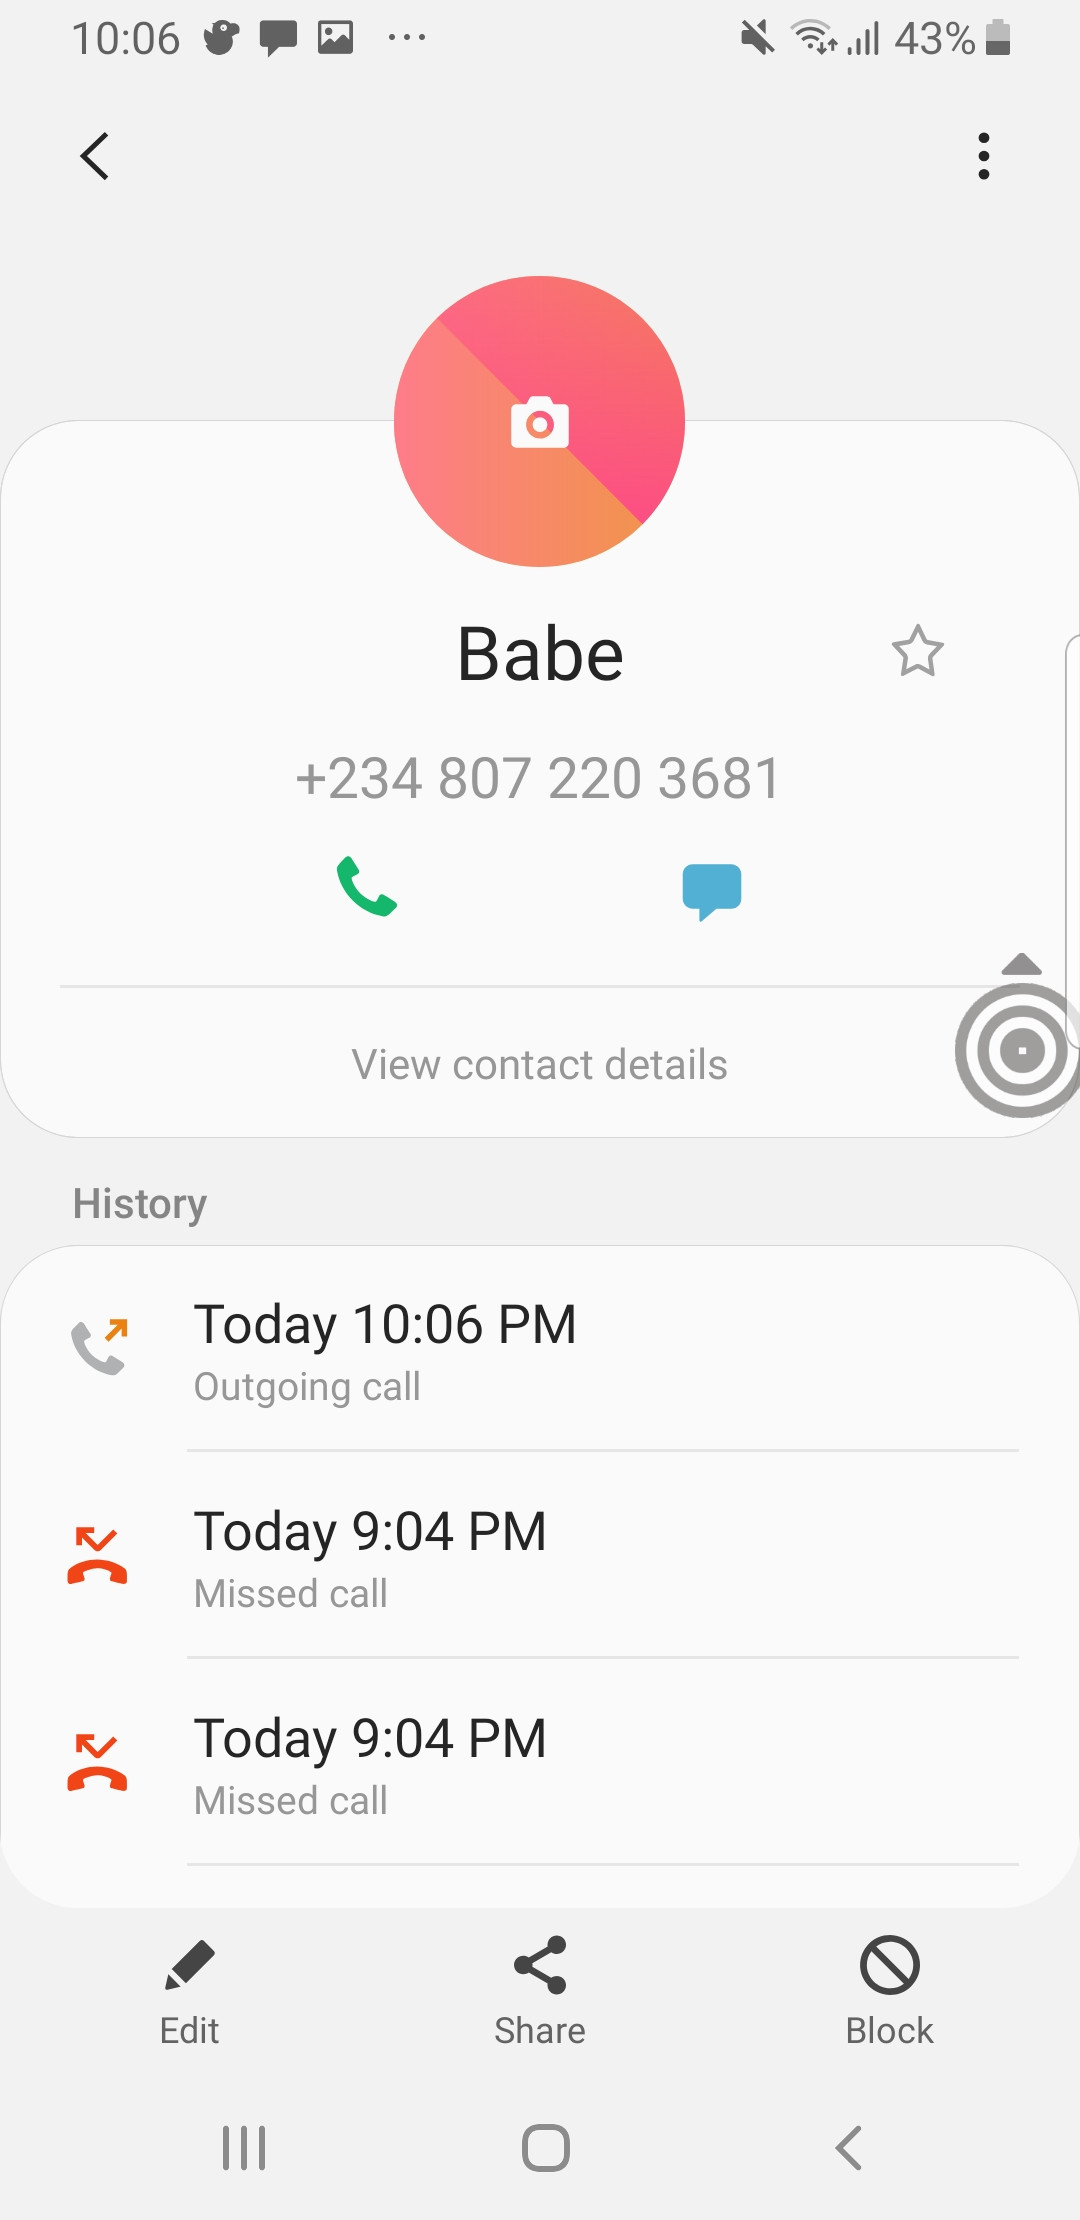 10:06 43%
Babe
+234 807 220 3681
View contact details
History
Today 10:06 PM
Outgoing call
Today 9:04 PM
Missed call
Today 9:04 PM
Missed call
Edit Share Block